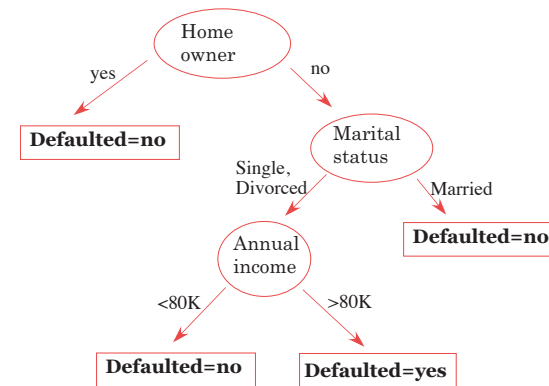 Home
owner
yes
no
Defaulted=no
Marital
status
Single,
Divorced
Married
Defaulted=no
Annual
income
<80K
>80K
Defaulted=no
Defaulted=yes